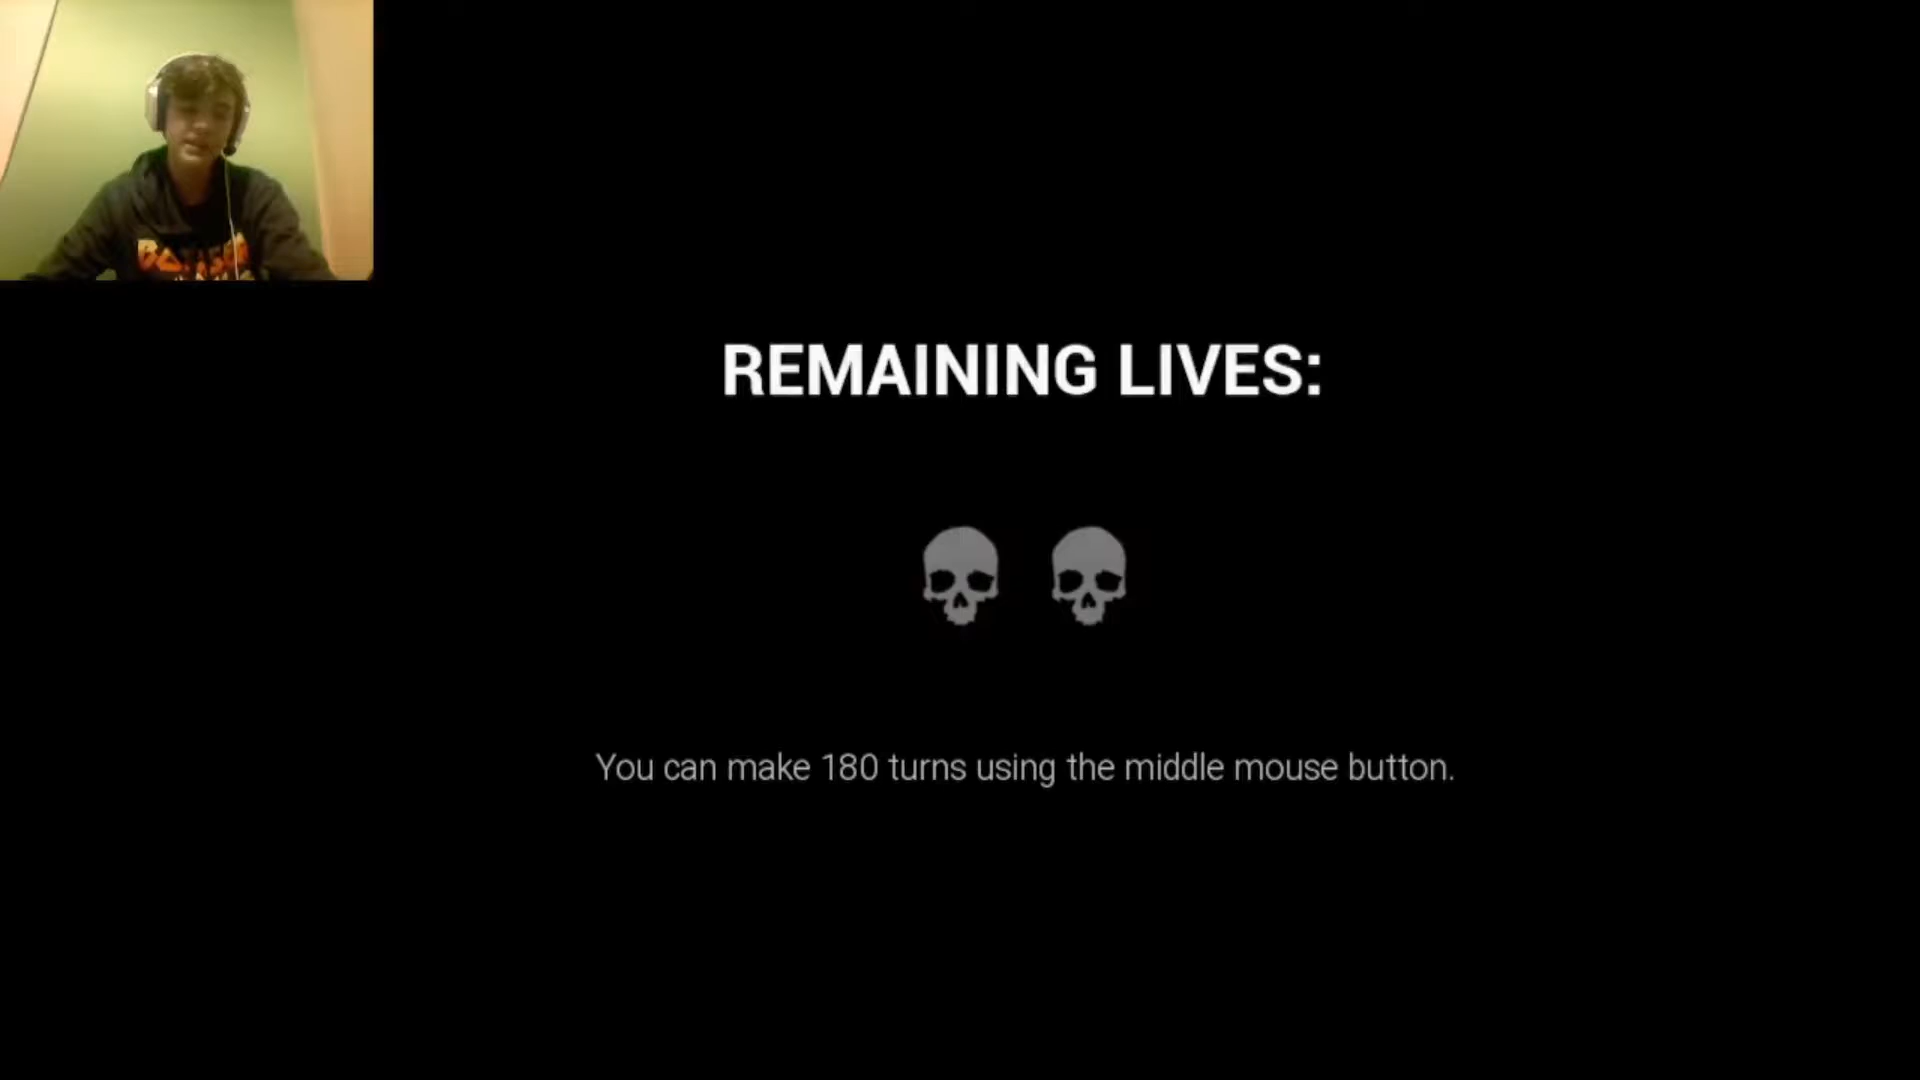 REMAINING LIVES:
You can make 180 turns using the middle mouse button.